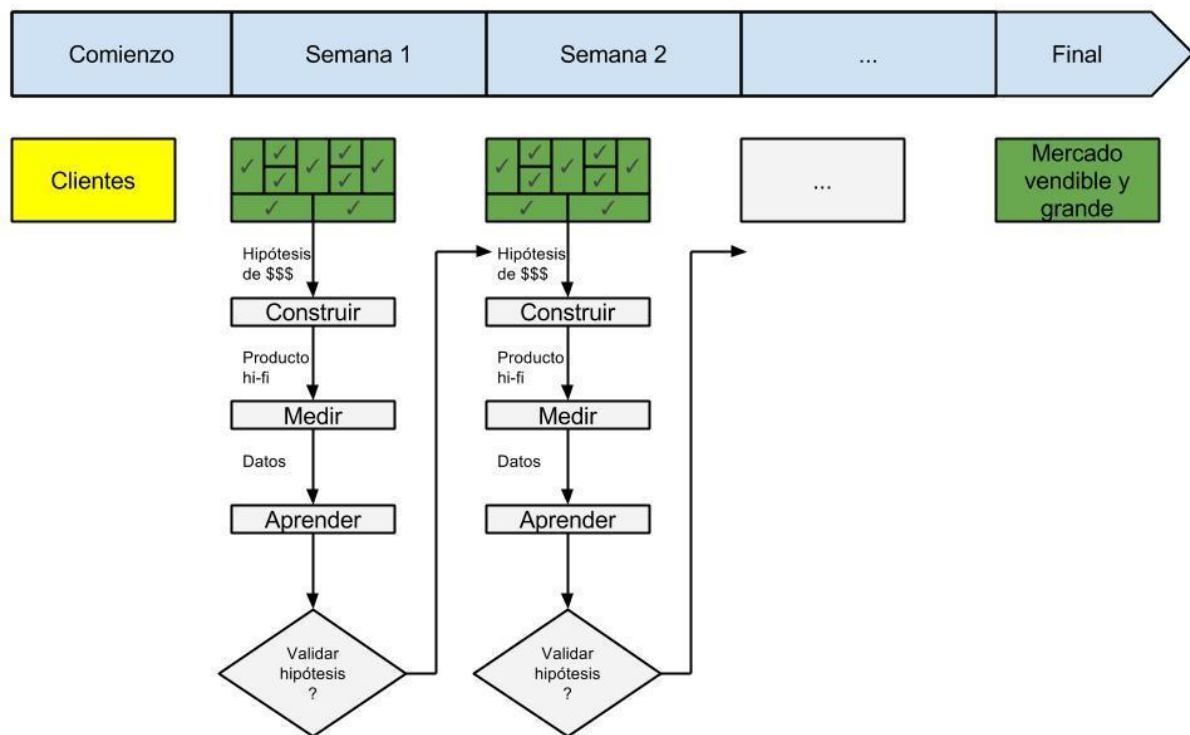 Comienzo
Semana 1
Semana 2
...
Final
Clientes
✓ ✓ ✓ ✓ ✓
✓ ✓
✓ ✓
✓ ✓ ✓ ✓ ✓
✓ ✓
✓ ✓
...
Mercado
vendible y
grande
Hipótesis
de $$$
Construir
Producto
hi-fi
Medir
Datos
Aprender
Validar
hipótesis
?
Hipótesis
de $$$
Construir
Producto
hi-fi
Medir
Datos
Aprender
Validar
hipótesis
?